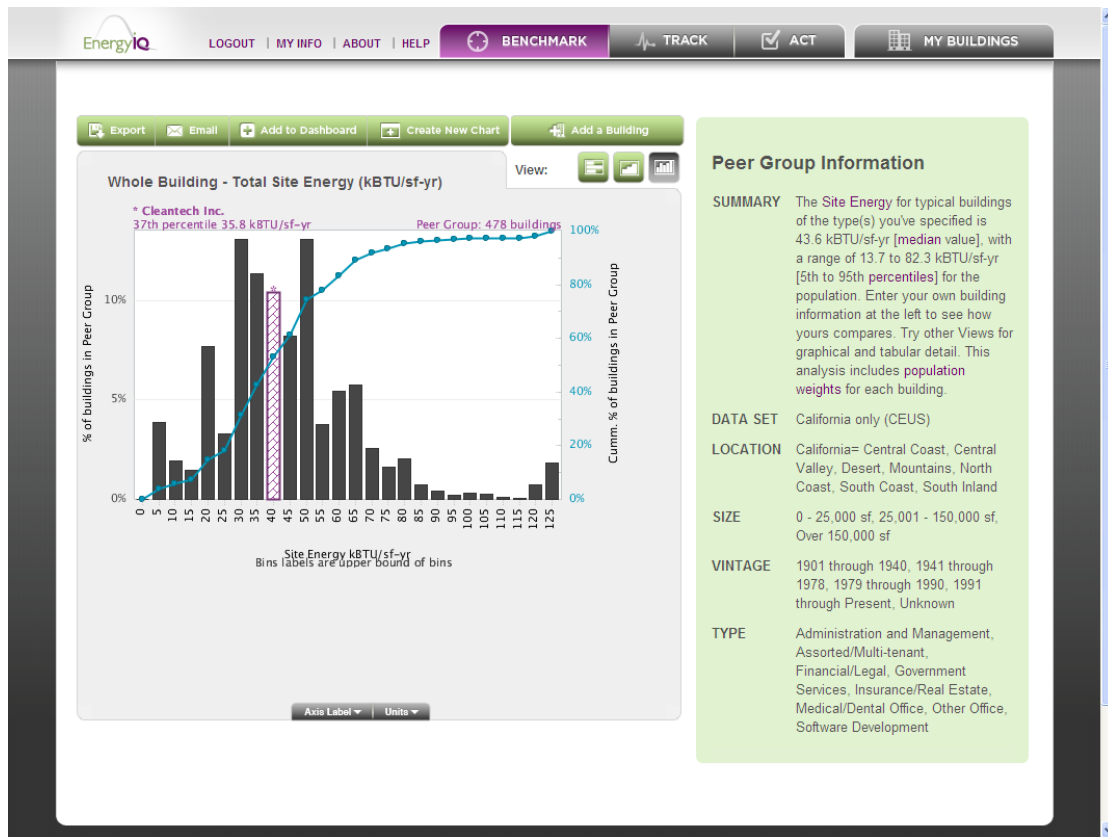 EnergyIQ
LOGOUT | MY INFO | ABOUT | HELP
BENCHMARK
TRACK
ACT
MY BUILDINGS
Export
Email
Add to Dashboard
Create New Chart
Add a Building
View:
Whole Building - Total Site Energy (kBTU/sf-yr)
* Cleantech Inc.
37th percentile 35.8 kBTU/sf-yr
Peer Group: 478 buildings
% of buildings in Peer Group
10%
5%
0%
*
100%
80%
60%
40%
20%
0%
Cumm. % of buildings in Peer Group
0 5 10 15 20 25 30 35 40 45 50 55 60 65 70 75 80 85 90 95 100 105 110 115 120 125
Site Energy kBTU/sf-yr
Bins labels are upper bound of bins
Axis Label
Units
Peer Group Information
SUMMARY
The Site Energy for typical buildings
of the type(s) you've specified is
43.6 kBTU/sf-yr [median value], with
a range of 13.7 to 82.3 kBTU/sf-yr
[5th to 95th percentiles] for the
population. Enter your own building
information at the left to see how
yours compares. Try other Views for
graphical and tabular detail. This
analysis includes population
weights for each building.
DATA SET
California only (CEUS)
LOCATION
California= Central Coast, Central
Valley, Desert, Mountains, North
Coast, South Coast, South Inland
SIZE
0 - 25,000 sf, 25,001 - 150,000 sf,
Over 150,000 sf
VINTAGE
1901 through 1940, 1941 through
1978, 1979 through 1990, 1991
through Present, Unknown
TYPE
Administration and Management,
Assorted/Multi-tenant,
Financial/Legal, Government
Services, Insurance/Real Estate,
Medical/Dental Office, Other Office,
Software Development